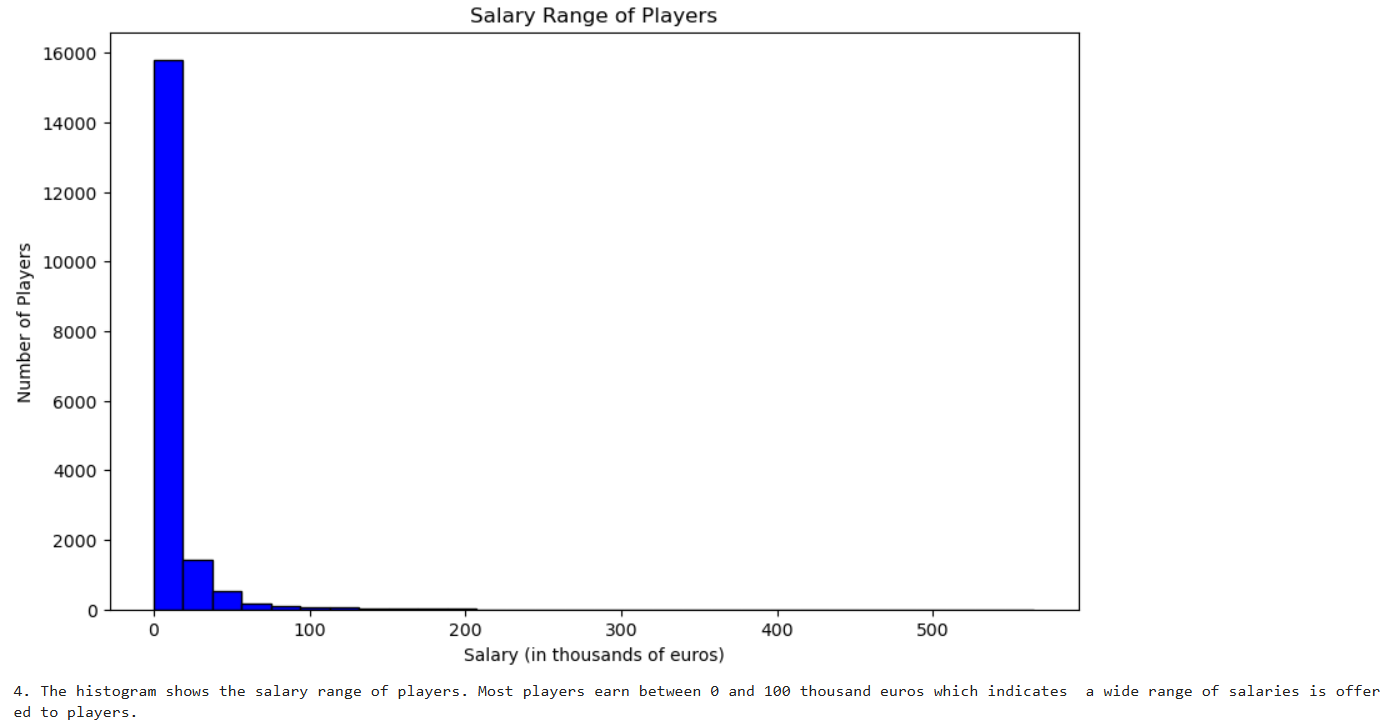 Salary Range of Players
16000
14000
12000
10000
8000
6000
4000
2000
0
Number of Players
0 100 200 300 400 500
Salary (in thousands of euros)
4. The histogram shows the salary range of players. Most players earn between 0 and 100 thousand euros which indicates  a wide range of salaries is offer
ed to players.